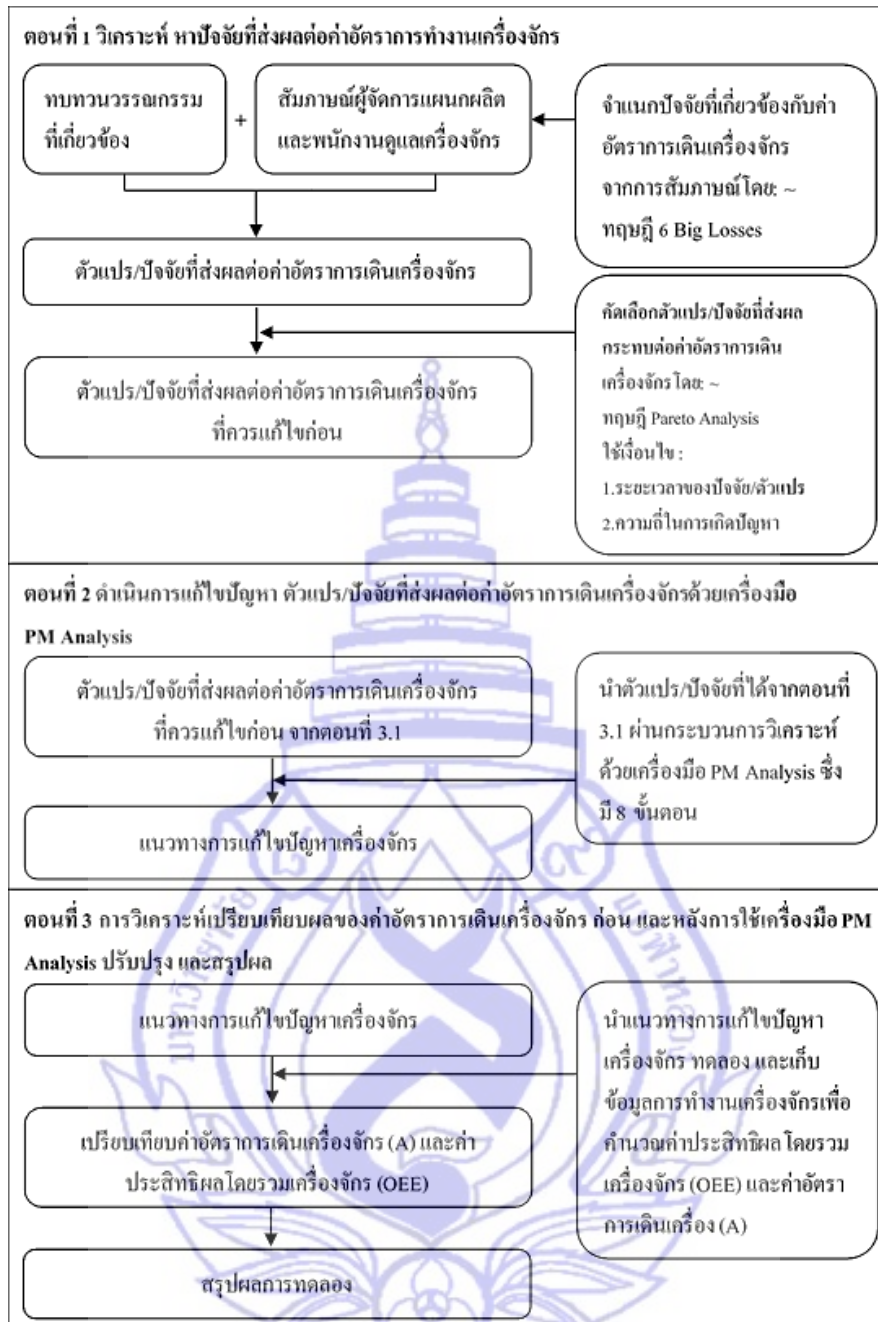 ตอนที่ 1 วิเคราะห์ หาปัจจัยที่ส่งผลต่อค่าอัตราการทำงานเครื่องจักร
ทบทวนวรรณกรรม
ที่เกี่ยวข้อง
+
สัมภาษณ์ผู้จัดการแผนกผลิต
และพนักงานดูแลเครื่องจักร
จำแนกปัจจัยที่เกี่ยวข้องกับค่า
อัตราการเดินเครื่องจักร
จากการสัมภาษณ์โดย: ~
ทฤษฎี 6 Big Losses
ตัวแปร/ปัจจัยที่ส่งผลต่อค่าอัตราการเดินเครื่องจักร
คัดเลือกตัวแปร/ปัจจัยที่ส่งผล
กระทบต่อค่าอัตราการเดิน
เครื่องจักรโดย: ~
ทฤษฎี Pareto Analysis
ใช้เงื่อนไข :
1.ระยะเวลาของปัจจัย/ตัวแปร
2.ความถี่ในการเกิดปัญหา
ตัวแปร/ปัจจัยที่ส่งผลต่อค่าอัตราการเดินเครื่องจักร
ที่ควรแก้ไขก่อน
ตอนที่ 2 ดำเนินการแก้ไขปัญหา ตัวแปร/ปัจจัยที่ส่งผลต่อค่าอัตราการเดินเครื่องจักรด้วยเครื่องมือ
PM Analysis
ตัวแปร/ปัจจัยที่ส่งผลต่อค่าอัตราการเดินเครื่องจักร
ที่ควรแก้ไขก่อน จากตอนที่ 3.1
นำตัวแปร/ปัจจัยที่ได้จากตอนที่
3.1 ผ่านกระบวนการวิเคราะห์
ด้วยเครื่องมือ PM Analysis ซึ่ง
มี 8 ขั้นตอน
แนวทางการแก้ไขปัญหาเครื่องจักร
ตอนที่ 3 การวิเคราะห์เปรียบเทียบผลของค่าอัตราการเดินเครื่องจักร ก่อน และหลังการใช้เครื่องมือ PM
Analysis ปรับปรุง และสรุปผล
แนวทางการแก้ไขปัญหาเครื่องจักร
นำแนวทางการแก้ไขปัญหา
เครื่องจักร ทดลอง และเก็บ
ข้อมูลการทำงานเครื่องจักรเพื่อ
คำนวณค่าประสิทธิผลโดยรวม
เครื่องจักร (OEE) และค่าอัตรา
การเดินเครื่อง (A)
เปรียบเทียบค่าอัตราการเดินเครื่องจักร (A) และค่า
ประสิทธิผลโดยรวมเครื่องจักร (OEE)
สรุปผลการทดลอง